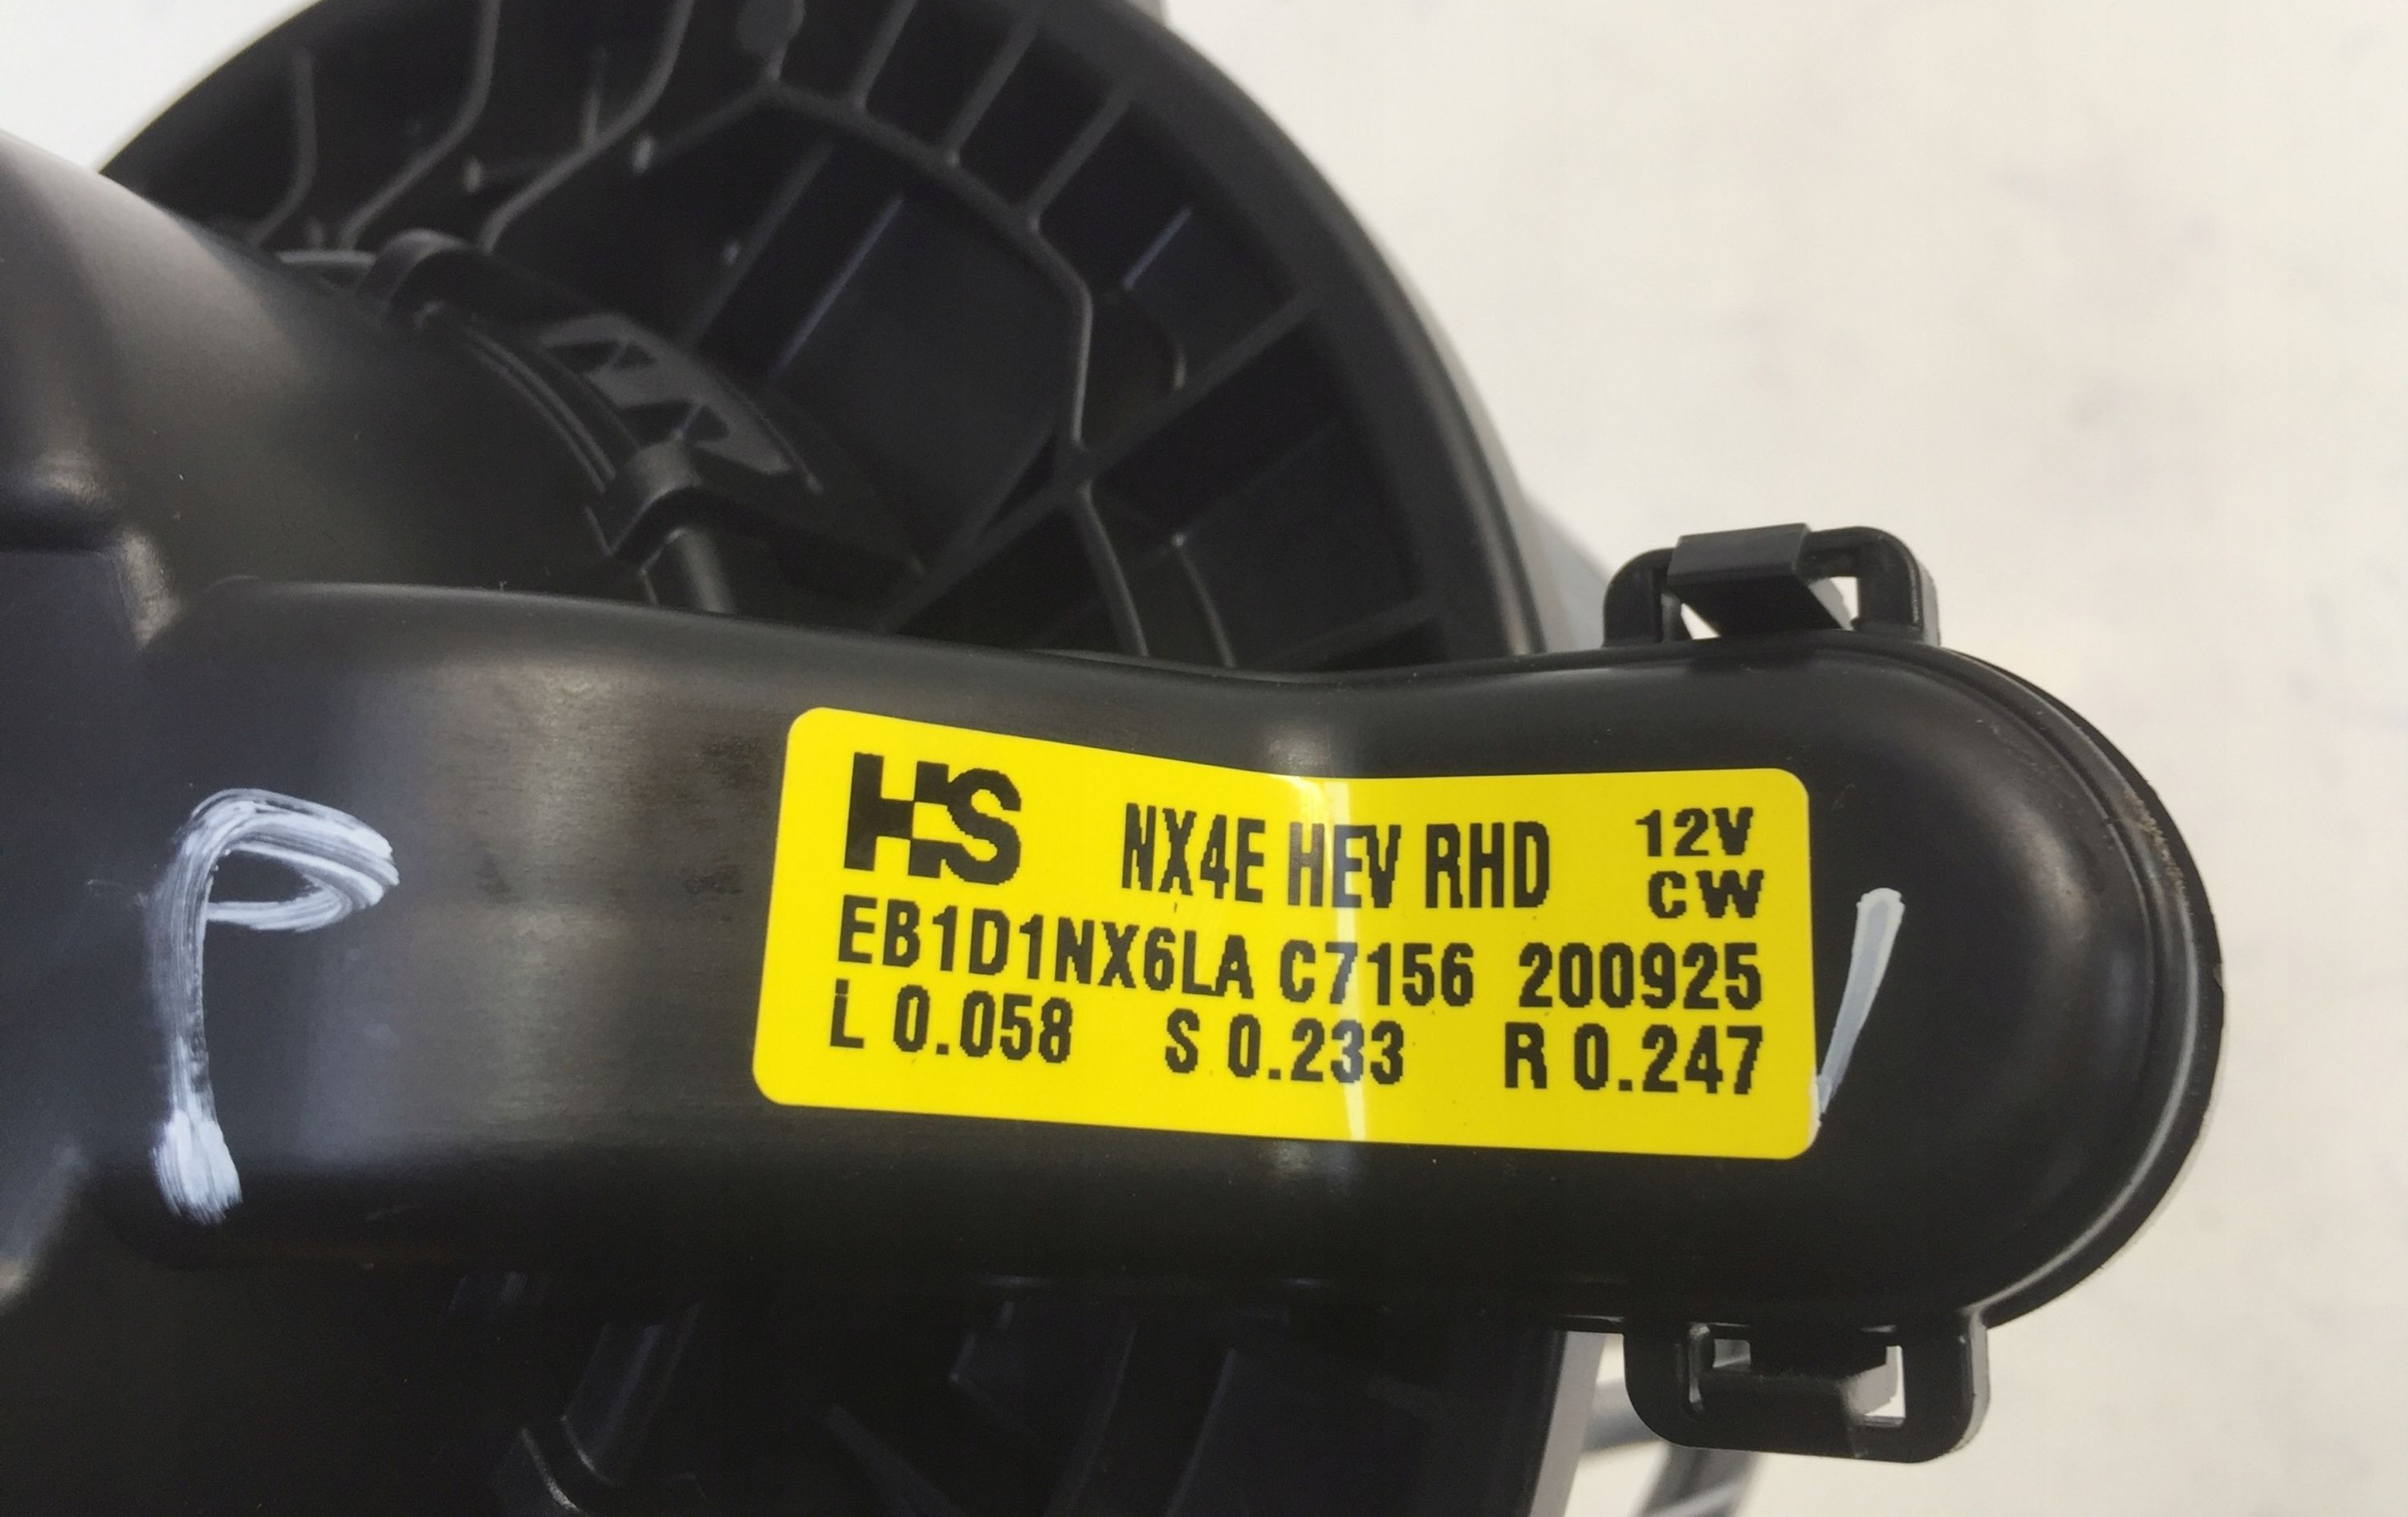 HS NX4E HEV RHD 12V
CW
EB1D1NX6LA C7156 200925
L 0.058 S 0.233 R 0.247
P